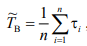 T̃_B = 1/n ∑_{i=1}^{n} τ_i ,